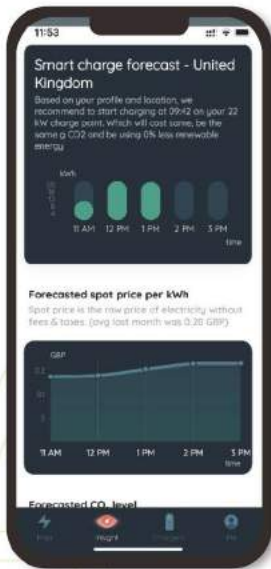 11:53
Smart charge forecast - United
Kingdom
Based on your profile and location, we
recommend to start charging at 09:42 on your 22
kW charge point. Which will cost same, be the
same g CO2 and be using 0% less renewable
energy
kWh
11 AM 12 PM 1 PM 2 PM 3 PM
time
Forecasted spot price per kWh
Spot price is the raw price of electricity without
fees & taxes. (avg last month was 0.20 GBP)
GBP
0.2
11 AM 12 PM 1 PM 2 PM 3 PM
time
Forecasted CO₂ level
Insight
Me